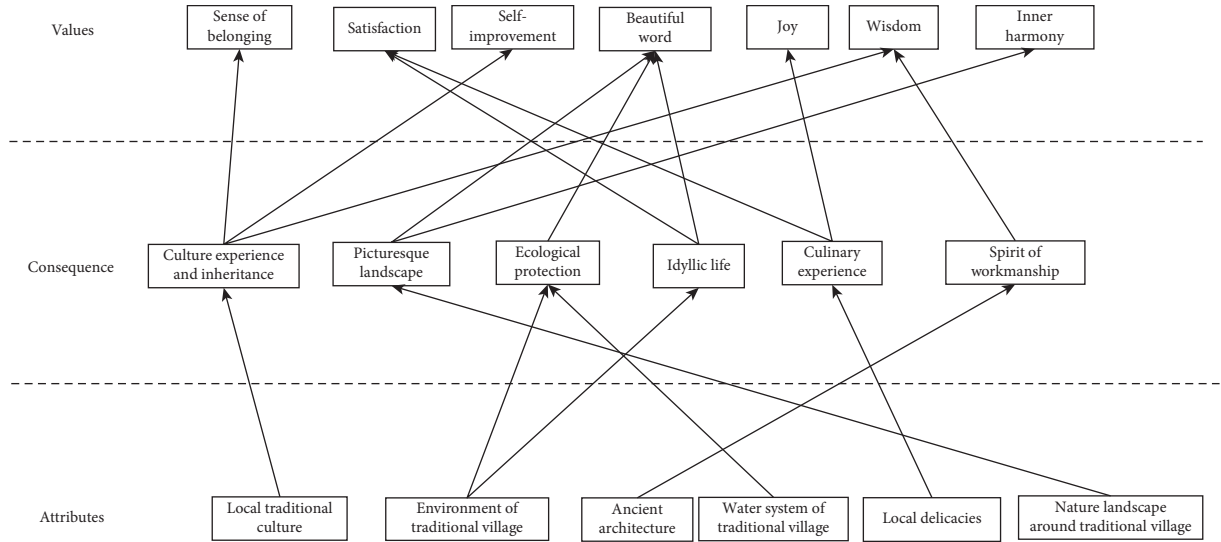 Values
Sense of
belonging
Satisfaction
Self-
improvement
Beautiful
word
Joy
Wisdom
Inner
harmony
Consequence
Culture experience
and inheritance
Picturesque
landscape
Ecological
protection
Idyllic life
Culinary
experience
Spirit of
workmanship
Attributes
Local traditional
culture
Environment of
traditional village
Ancient
architecture
Water system of
traditional village
Local delicacies
Nature landscape
around traditional village